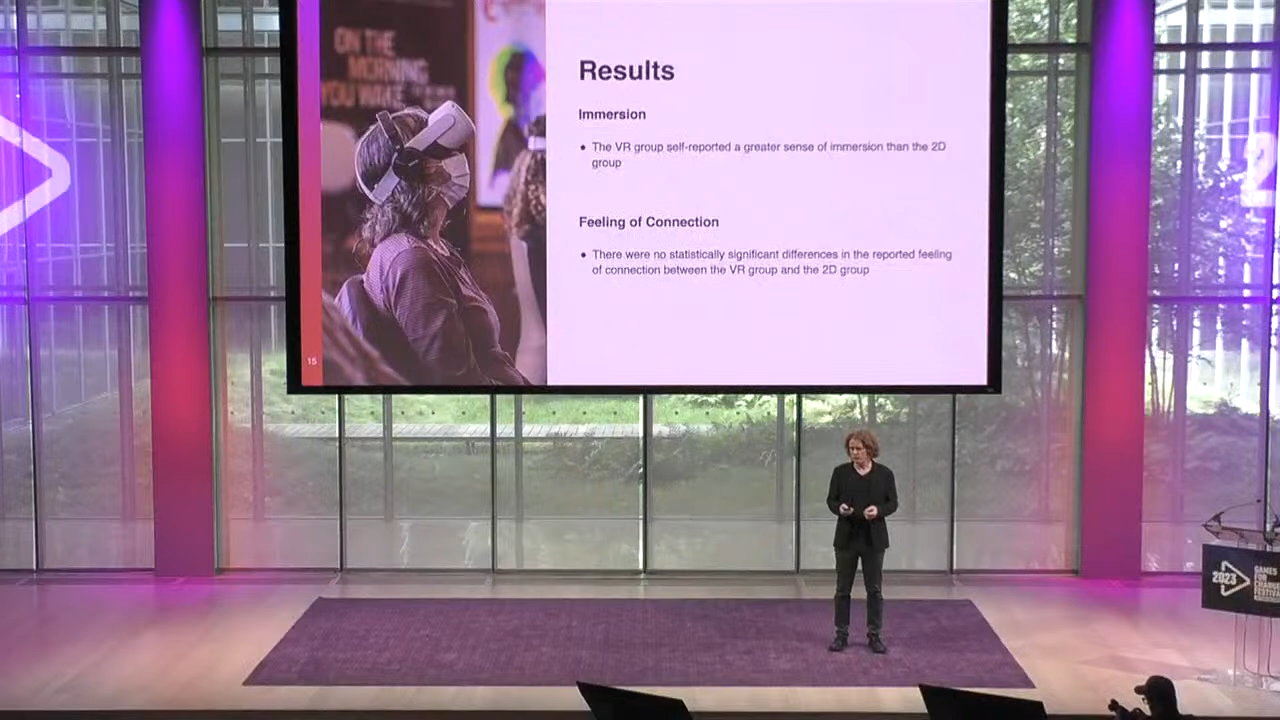 ON THE
MORNING
YOU WAKE
Results
Immersion
• The VR group self-reported a greater sense of immersion than the 2D
group
Feeling of Connection
• There were no statistically significant differences in the reported feeling
of connection between the VR group and the 2D group
15
2
2023
GAMES
FOR
CHANGE
FESTIVAL